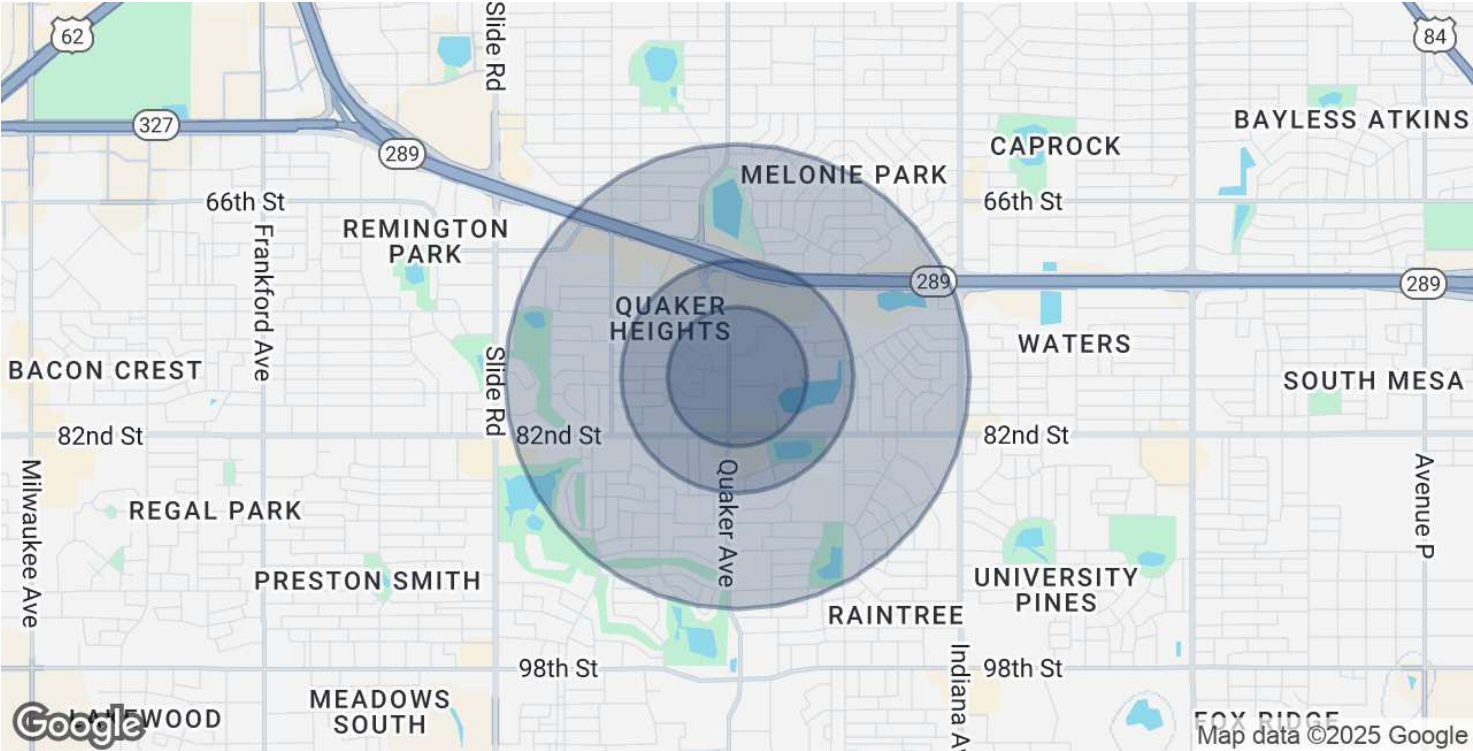 Slide Rd
62
84
327
BAYLESS ATKINS
CAPROCK
289
MELONIE PARK
66th St
66th St
REMINGTON
PARK
Frankford Ave
289
289
QUAKER
HEIGHTS
WATERS
BACON CREST
Slide Rd
SOUTH MESA
82nd St
82nd St
82nd St
Milwaukee Ave
Quaker Ave
Avenue P
REGAL PARK
PRESTON SMITH
UNIVERSITY
PINES
RAINTREE
98th St
98th St
Indiana Av
MEADOWS
SOUTH
LAKEWOOD
Google
FOX RIDGE
Map data ©2025 Google